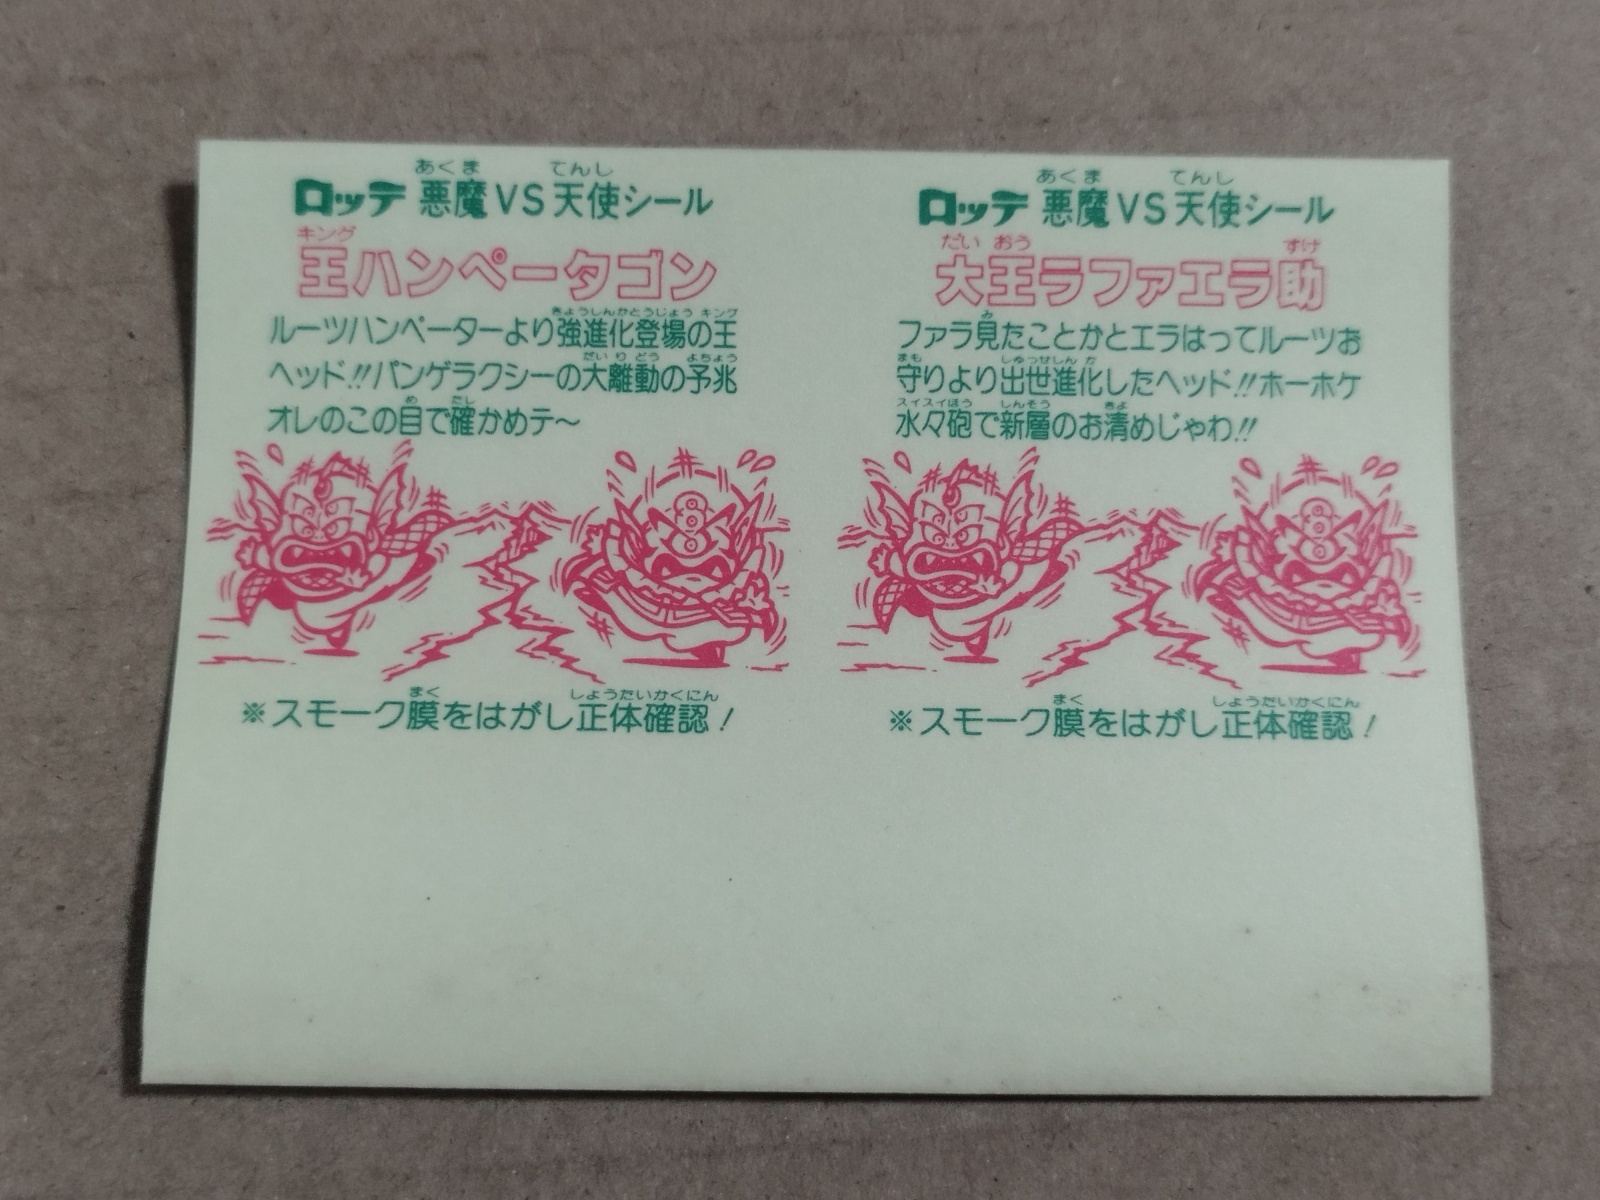 あくま てんし
ロッテ 悪魔VS天使シール
キング
王ハンペータゴン
きょうしんかとうじょう キング
ルーツハンペーターより強進化登場の王
だいりどう よちょう
ヘッド!!パンゲラクシーの大離動の予兆
め たし
オレのこの目で確かめテ〜
まく しょうたいかくにん
※スモーク膜をはがし正体確認!
あくま てんし
ロッテ 悪魔VS天使シール
だいおう すけ
大王ラファエラ助
み
ファラ見たことかとエラはってルーツお
まも しゅっせしんか
守りより出世進化したヘッド!!ホーホケ
スイスイほう しんそう きよ
水々砲で新層のお清めじゃわ!!
まく しょうたいかくにん
※スモーク膜をはがし正体確認!